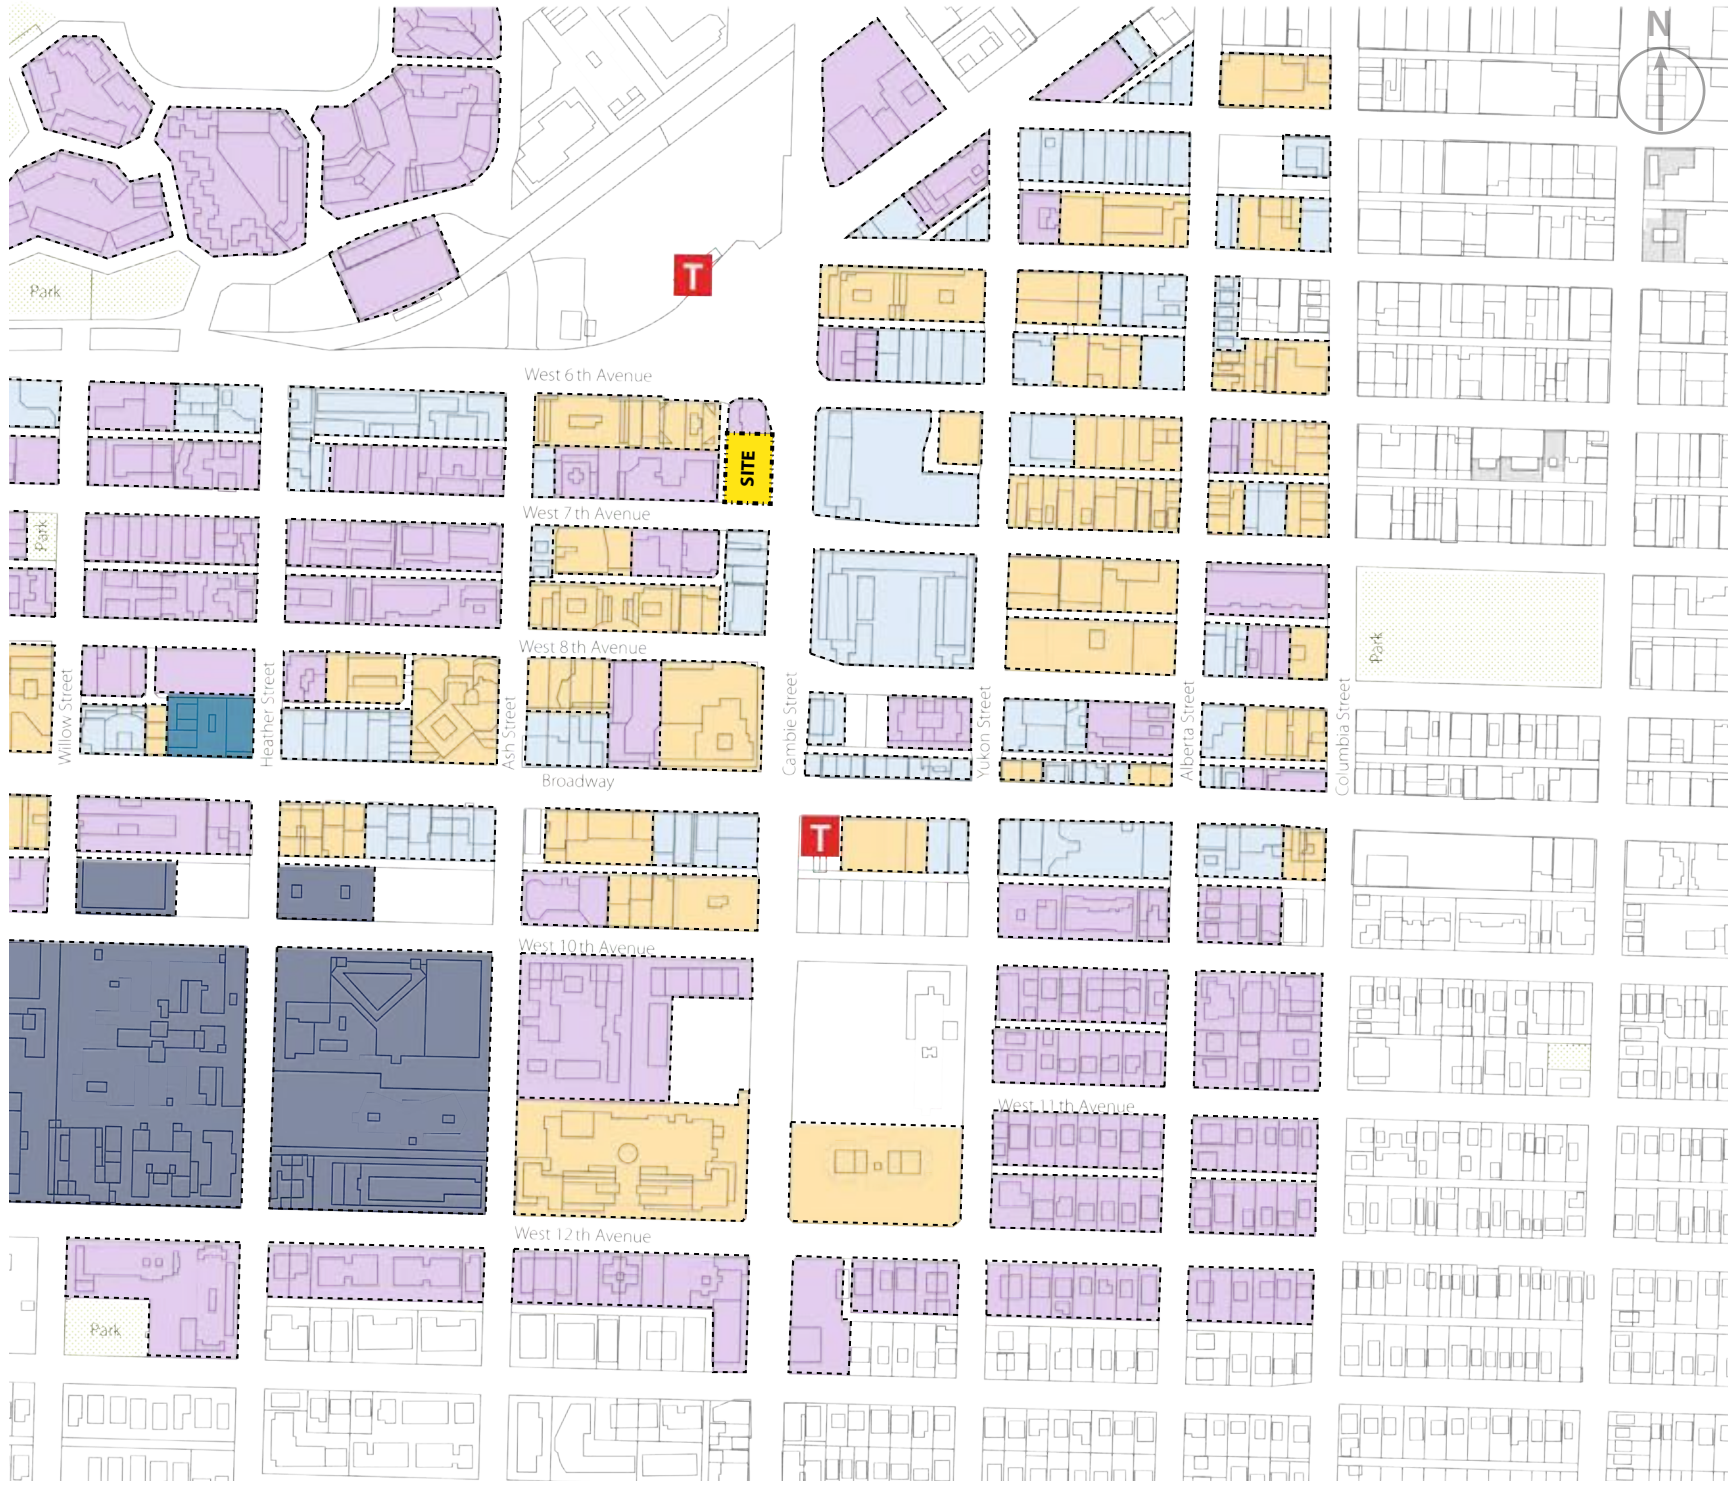 N
T
Park
West 6th Avenue
SITE
West 7th Avenue
Park
West 8th Avenue
Park
Willow Street
Heather Street
Ash Street
Cambie Street
Yukon Street
Alberta Street
Columbia Street
Broadway
T
West 10th Avenue
West 11th Avenue
West 12th Avenue
Park